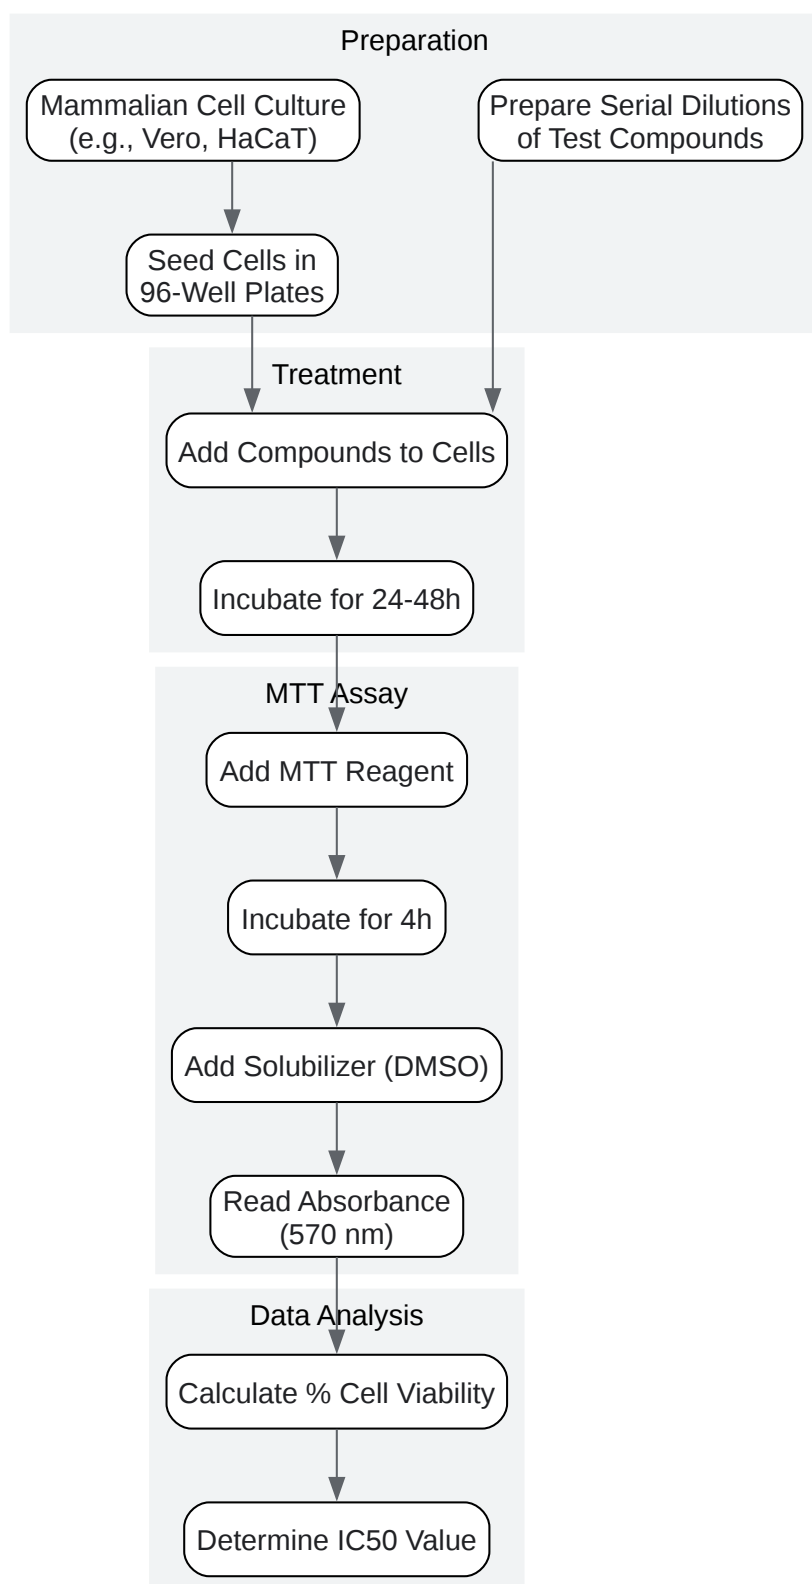 Preparation
Mammalian Cell Culture
(e.g., Vero, HaCaT)
Prepare Serial Dilutions
of Test Compounds
Seed Cells in
96-Well Plates
Treatment
Add Compounds to Cells
Incubate for 24-48h
MTT Assay
Add MTT Reagent
Incubate for 4h
Add Solubilizer (DMSO)
Read Absorbance
(570 nm)
Data Analysis
Calculate % Cell Viability
Determine IC50 Value